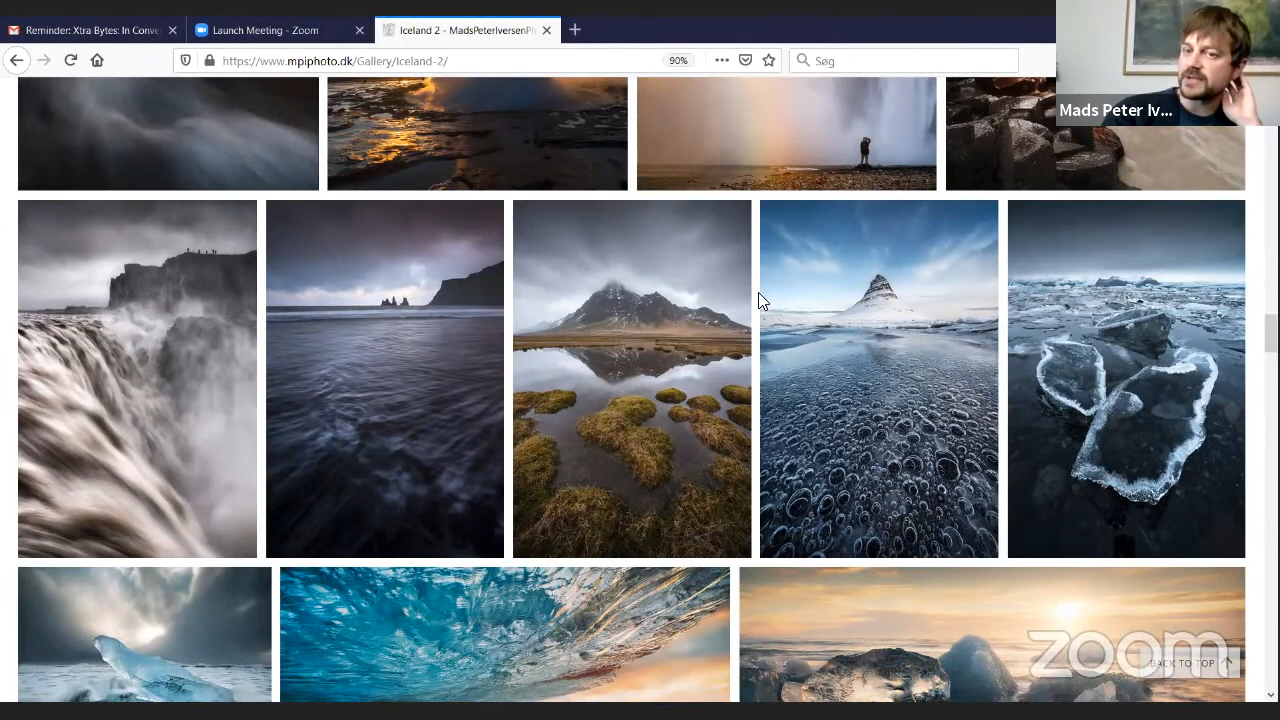 Reminder: Xtra Bytes: In Conve
Launch Meeting - Zoom
Iceland 2 - MadsPeterIversenPh
https://www.mpiphoto.dk/Gallery/Iceland-2/
90%
Søg
Mads Peter Iv...
zoom
BACK TO TOP